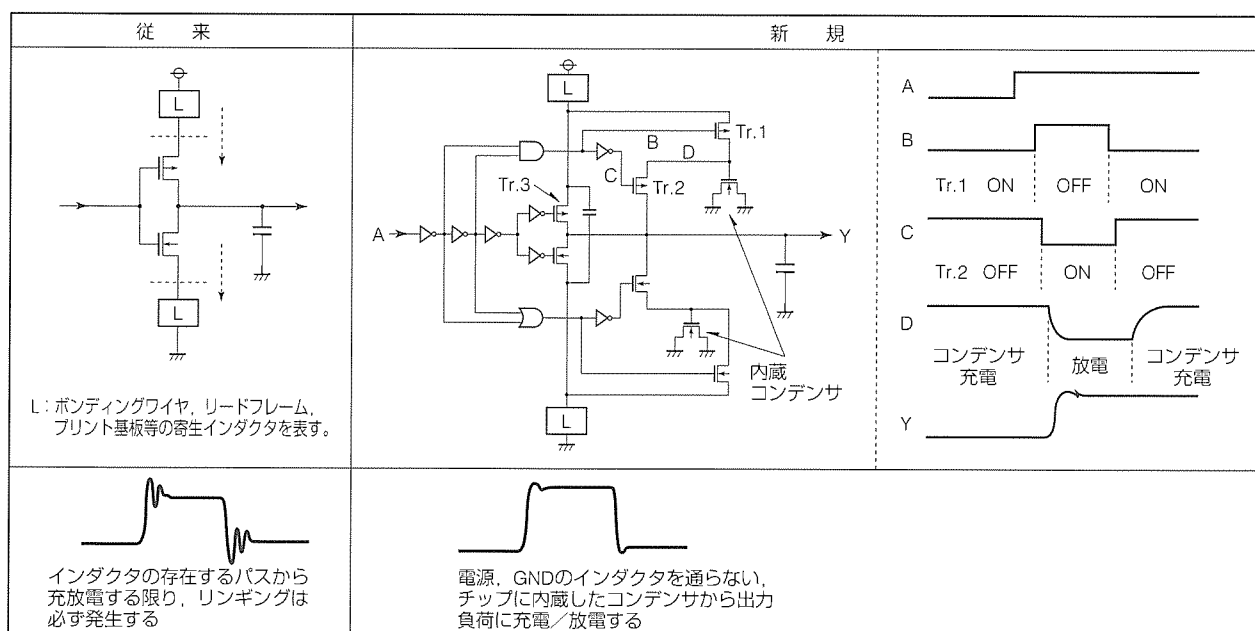 従 来
新 規
L
L
L：ボンディングワイヤ，リードフレーム，
プリント基板等の寄生インダクタを表す。
L
Tr.1
B
D
C
Tr.2
Tr.3
A
Y
内蔵
コンデンサ
L
A
B
Tr.1 ON OFF ON
C
Tr.2 OFF ON OFF
D
コンデンサ
充電
放電
コンデンサ
充電
Y
インダクタの存在するパスから
充放電する限り，リンギングは
必ず発生する
電源，GNDのインダクタを通らない，
チップに内蔵したコンデンサから出力
負荷に充電／放電する